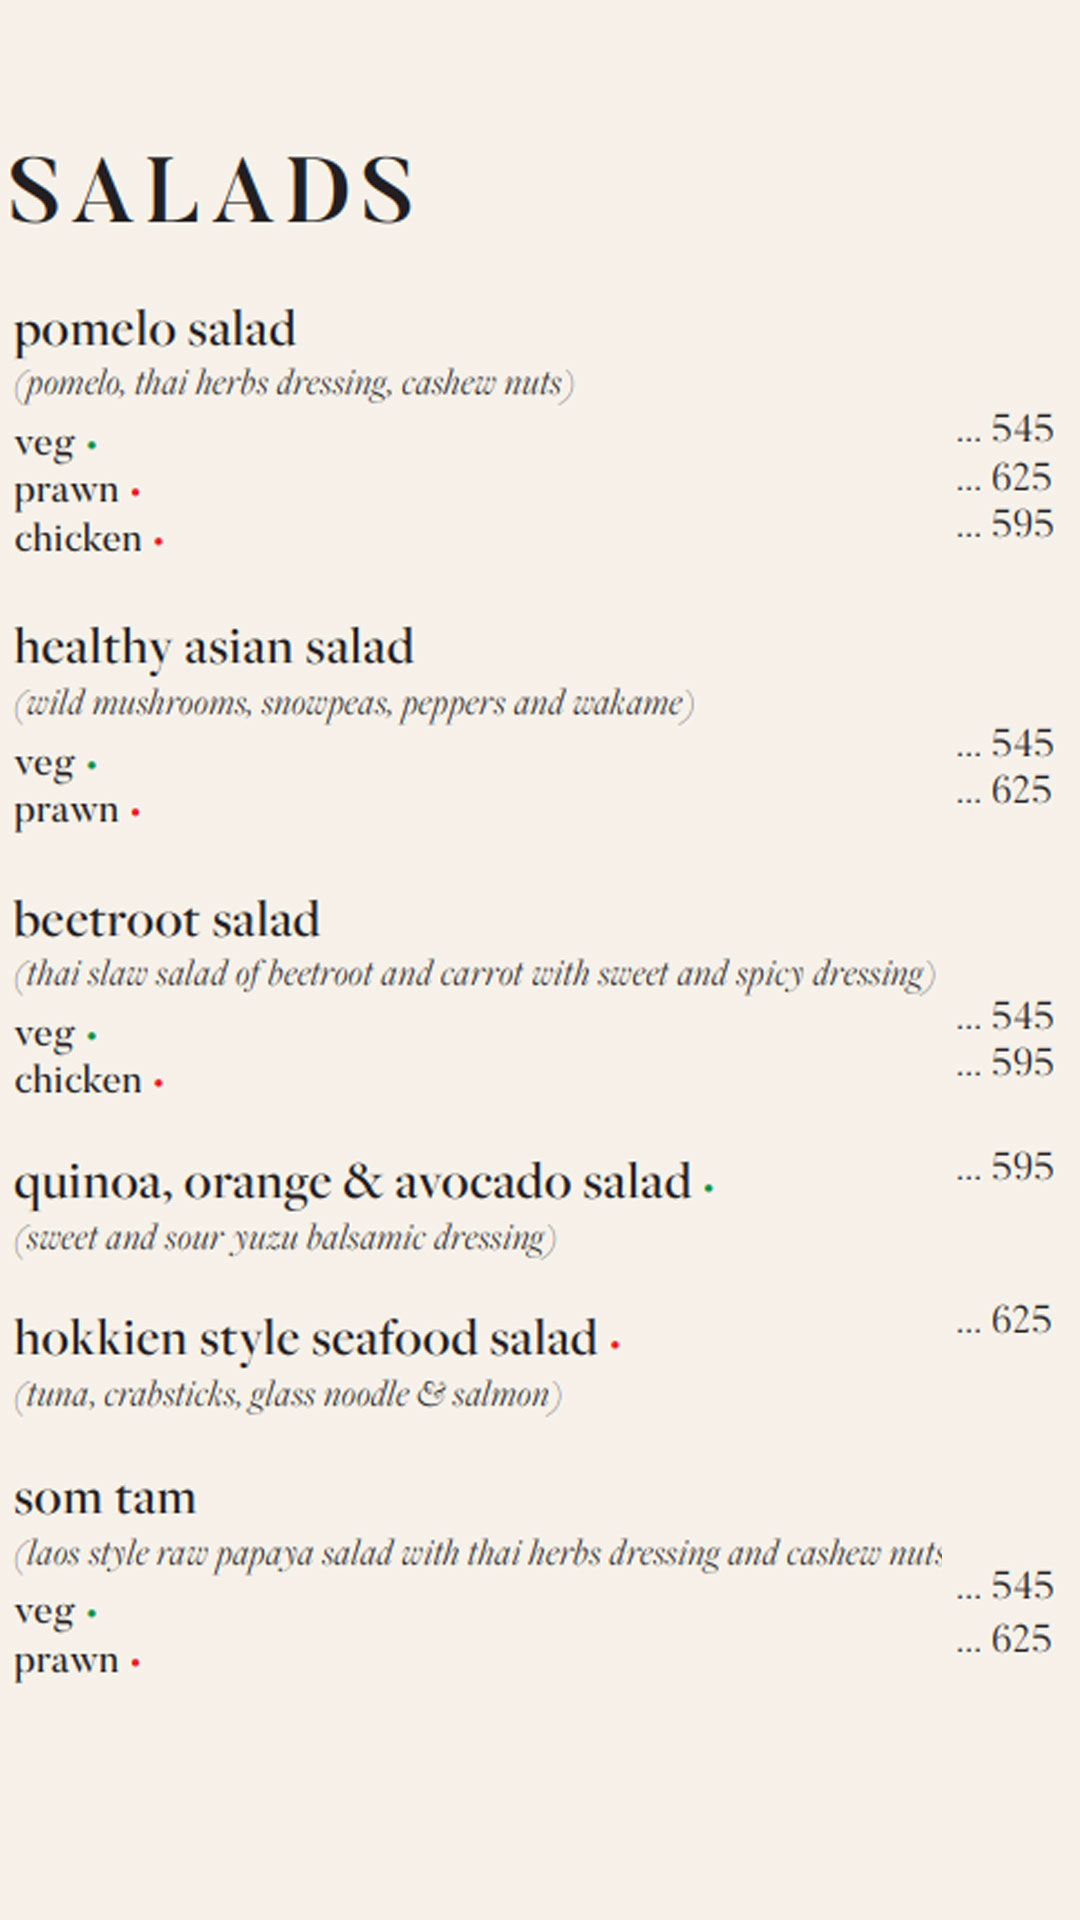 SALADS
pomelo salad
(pomelo, thai herbs dressing, cashew nuts)
veg • ... 545
prawn • ... 625
chicken • ... 595
healthy asian salad
(wild mushrooms, snowpeas, peppers and wakame)
veg • ... 545
prawn • ... 625
beetroot salad
(thai slaw salad of beetroot and carrot with sweet and spicy dressing)
veg • ... 545
chicken • ... 595
quinoa, orange & avocado salad • ... 595
(sweet and sour yuzu balsamic dressing)
hokkien style seafood salad • ... 625
(tuna, crabsticks, glass noodle & salmon)
som tam
(laos style raw papaya salad with thai herbs dressing and cashew nuts
veg • ... 545
prawn • ... 625